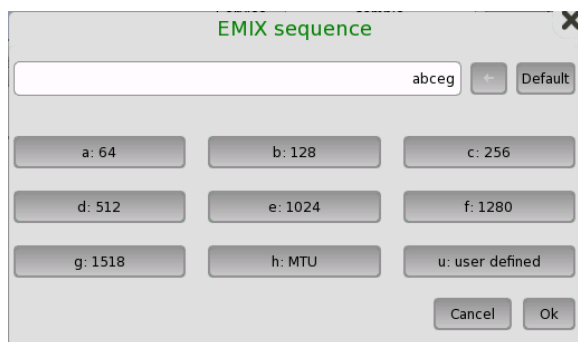 EMIX sequence
abceg ← Default
a: 64 b: 128 c: 256
d: 512 e: 1024 f: 1280
g: 1518 h: MTU u: user defined
Cancel Ok